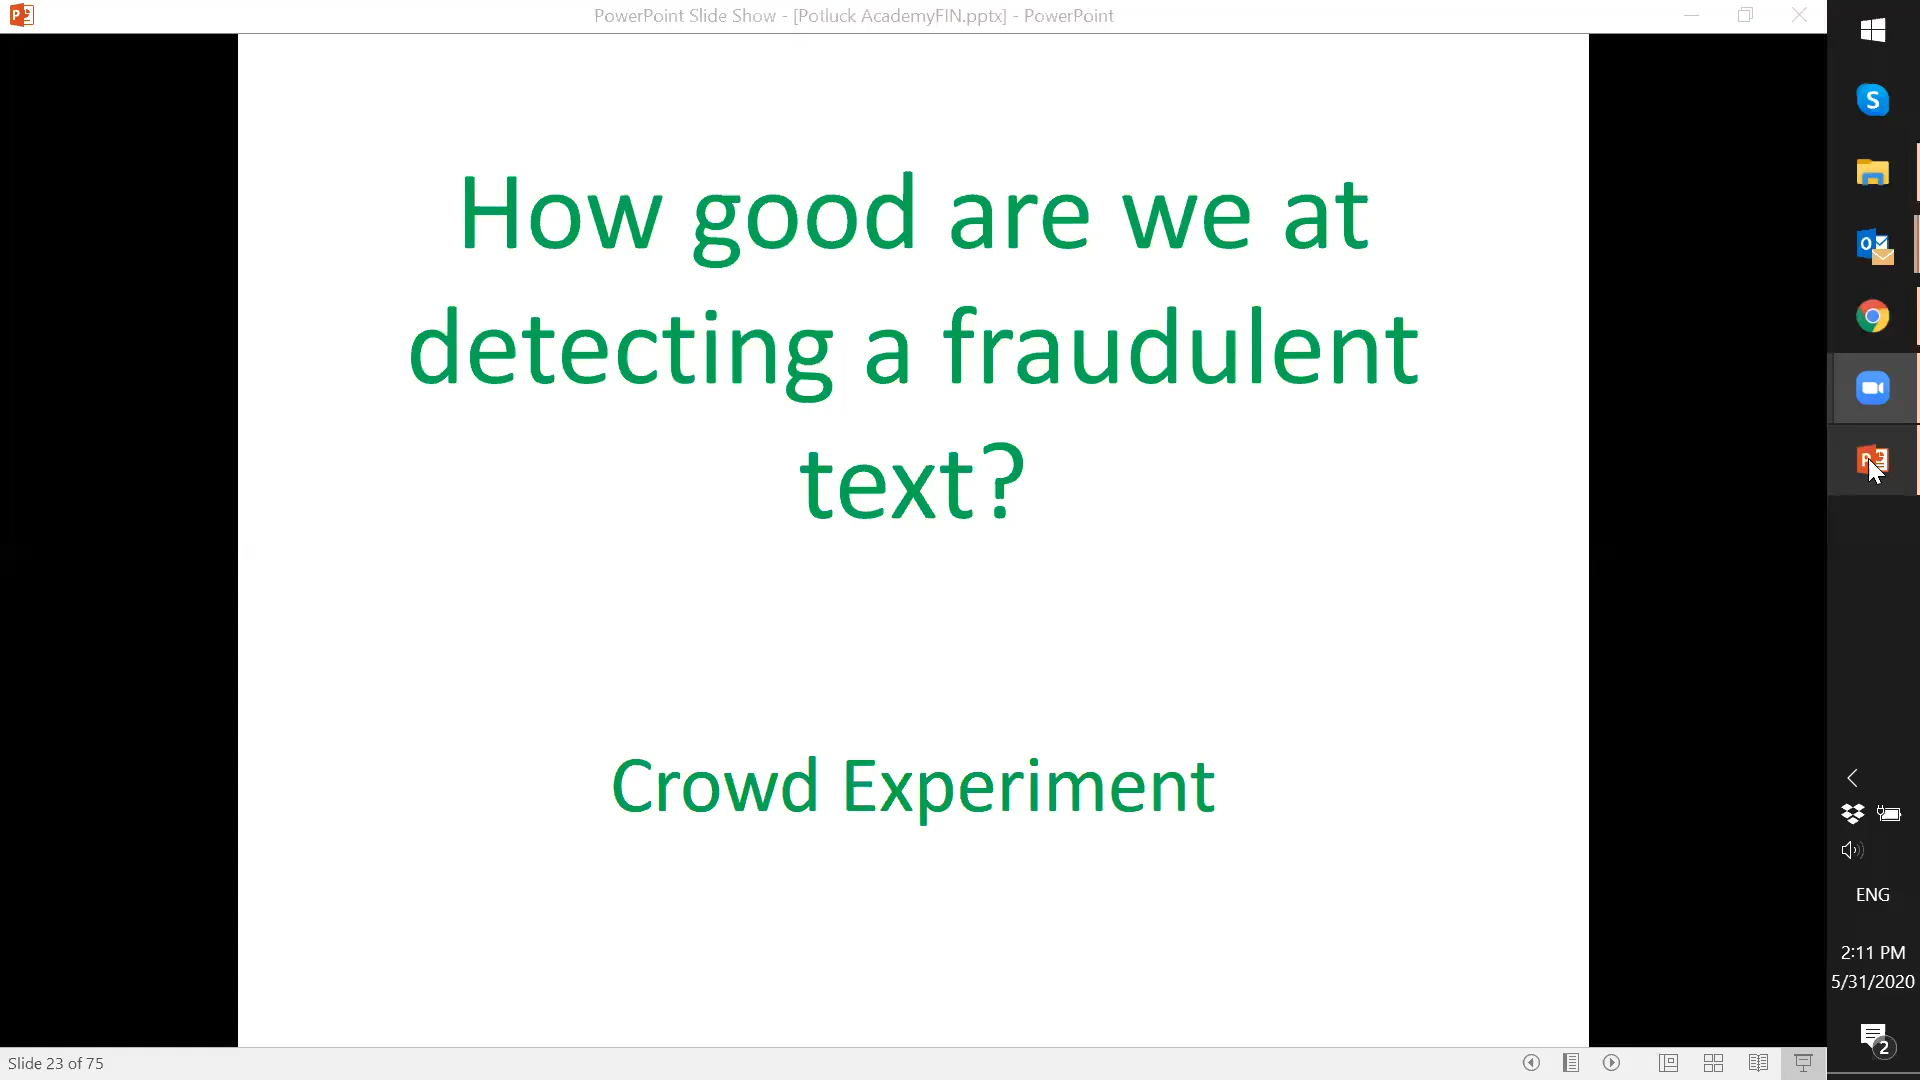 PowerPoint Slide Show - [Potluck AcademyFIN.pptx] - PowerPoint
How good are we at
detecting a fraudulent
text?
Crowd Experiment
ENG
2:11 PM
5/31/2020
2
Slide 23 of 75